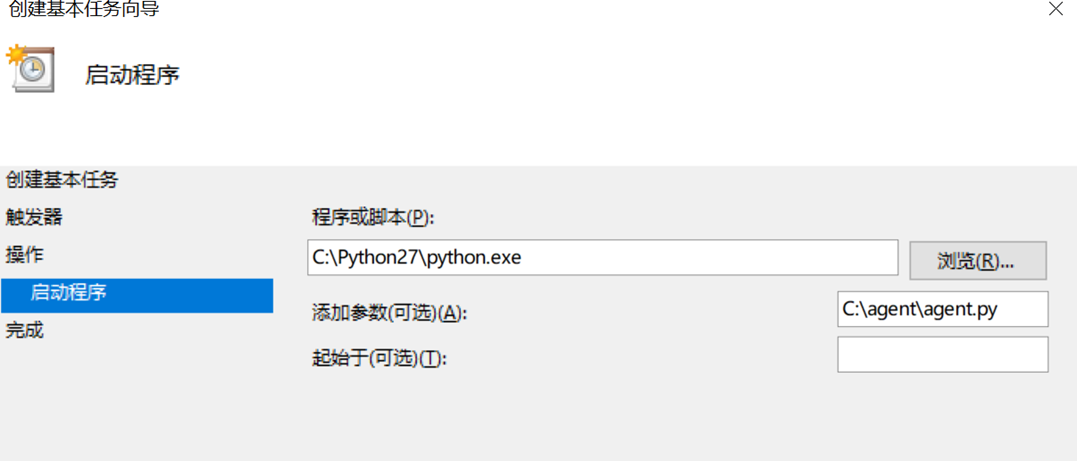 创建基本任务向导
启动程序
创建基本任务
触发器
操作
启动程序
完成
程序或脚本(P):
C:\Python27\python.exe
浏览(R)...
添加参数(可选)(A):
C:\agent\agent.py
起始于(可选)(T):